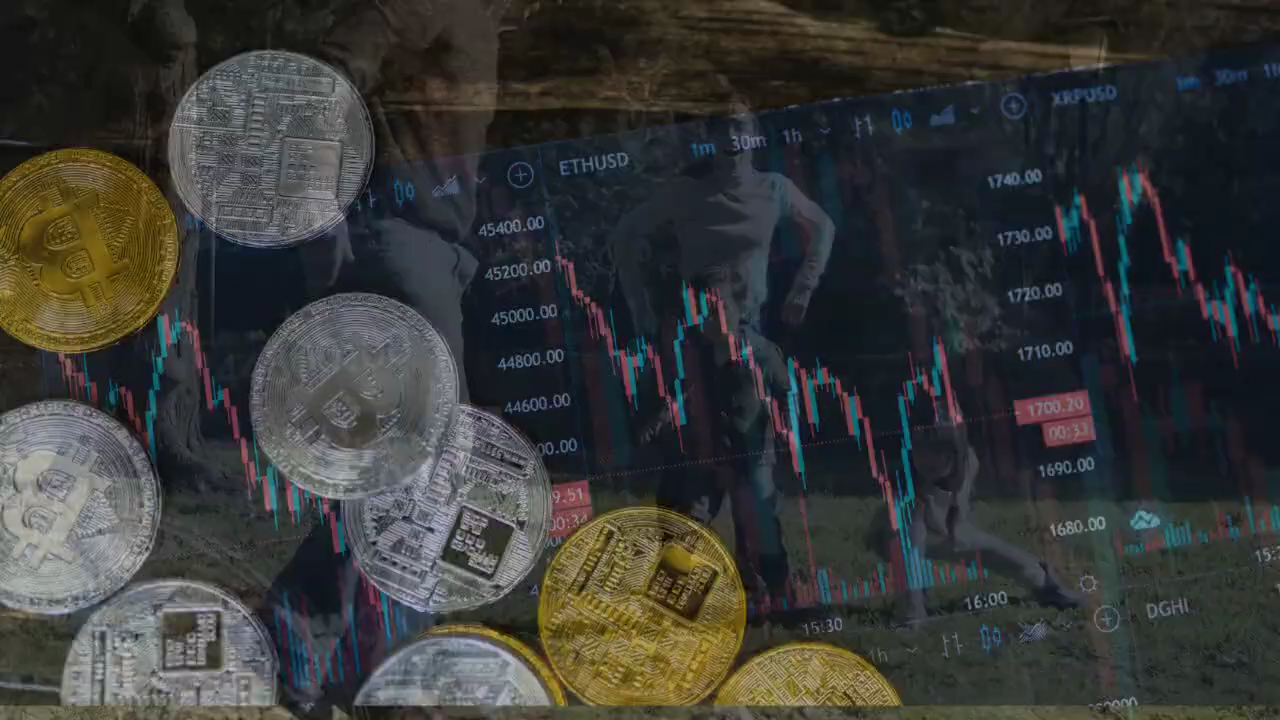 1m 30m
XRPUSD
1m 30m 1h
ETHUSD
1740.00
45400.00
1730.00
45200.00
1720.00
45000.00
1710.00
44800.00
44600.00
1700.20
00:33
1690.00
1680.00
16:00
15:30
DGHI
1h